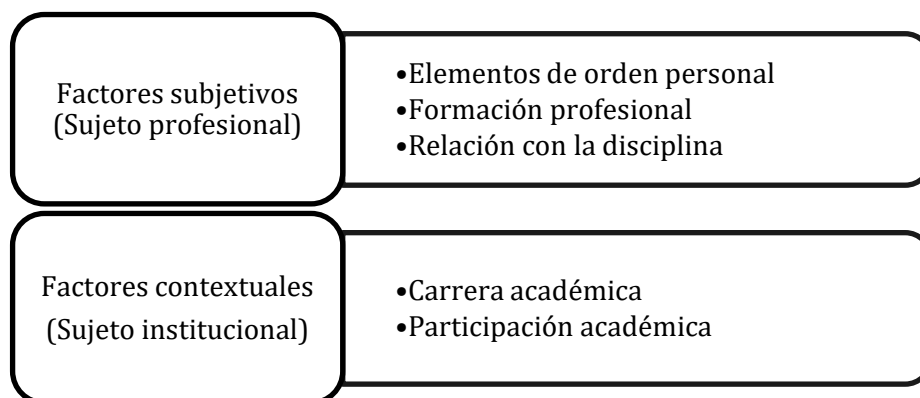 Factores subjetivos
(Sujeto profesional)
•Elementos de orden personal
•Formación profesional
•Relación con la disciplina
Factores contextuales
(Sujeto institucional)
•Carrera académica
•Participación académica